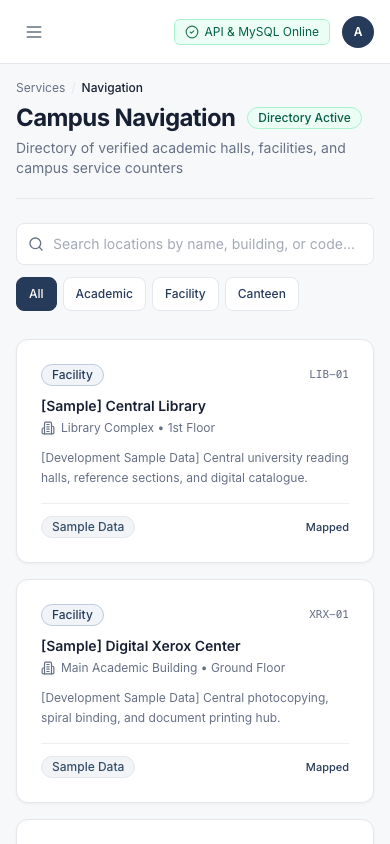 API & MySQL Online
A
Services / Navigation
Campus Navigation
Directory Active
Directory of verified academic halls, facilities, and
campus service counters
Search locations by name, building, or code...
All
Academic
Facility
Canteen
Facility
LIB-01
[Sample] Central Library
Library Complex • 1st Floor
[Development Sample Data] Central university reading
halls, reference sections, and digital catalogue.
Sample Data
Mapped
Facility
XRX-01
[Sample] Digital Xerox Center
Main Academic Building • Ground Floor
[Development Sample Data] Central photocopying,
spiral binding, and document printing hub.
Sample Data
Mapped